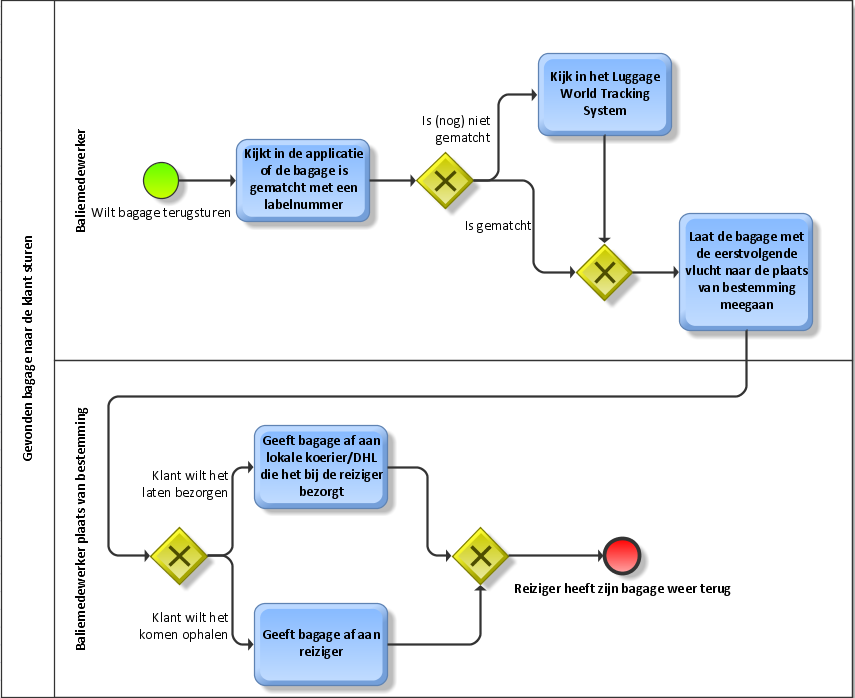 Gevonden bagage naar de klant sturen
Baliemedewerker
Wilt bagage terugsturen
Kijkt in de applicatie
of de bagage is
gematcht met een
labelnummer
Is (nog) niet
gematcht
Is gematcht
Kijk in het Luggage
World Tracking
System
Laat de bagage met
de eerstvolgende
vlucht naar de plaats
van bestemming
meegaan
Baliemedewerker plaats van bestemming
Klant wilt het
laten bezorgen
Klant wilt het
komen ophalen
Geeft bagage af aan
lokale koerier/DHL
die het bij de reiziger
bezorgt
Geeft bagage af aan
reiziger
Reiziger heeft zijn bagage weer terug